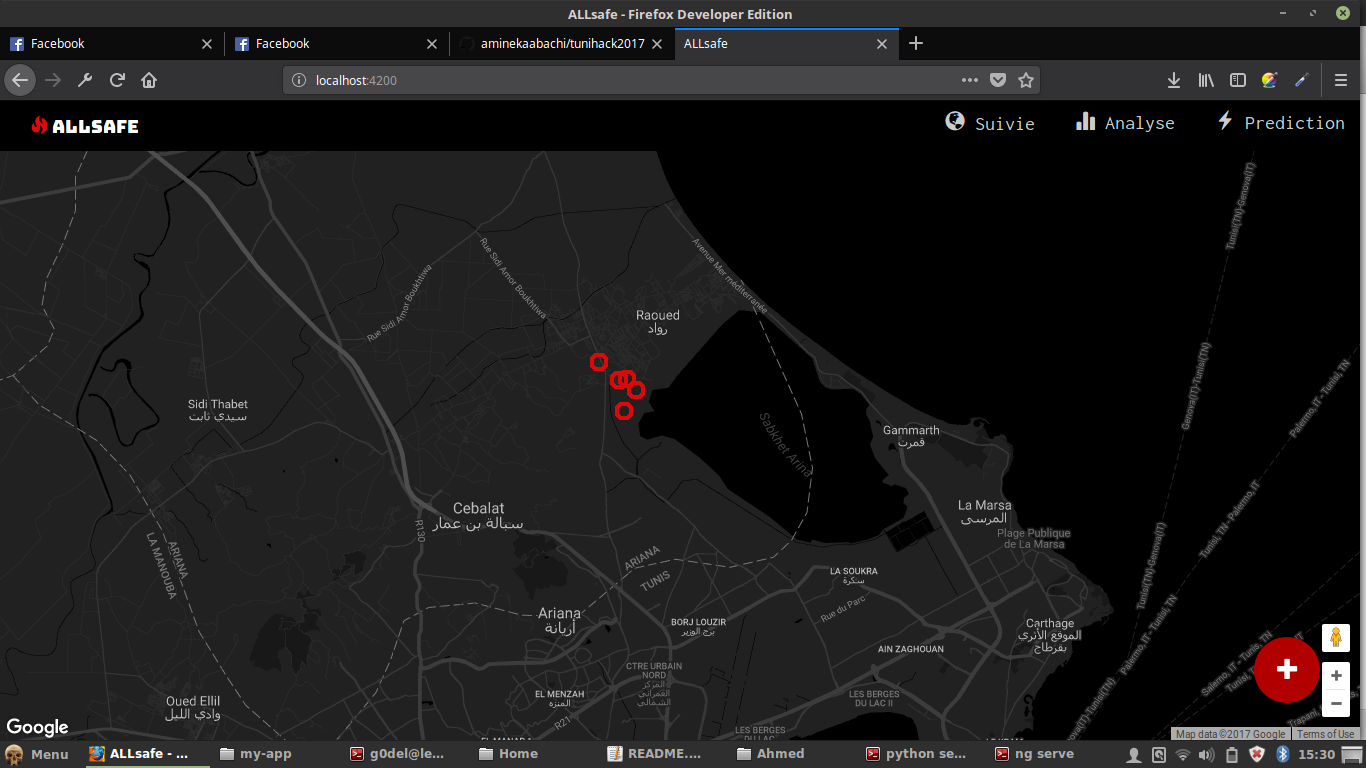 ALLsafe - Firefox Developer Edition
Facebook
Facebook
aminekaabachi/tunihack2017
ALLsafe
localhost:4200
ALLSAFE
Suivie
Analyse
Prediction
Tunisi(TN)-Genova(IT)
Avenue Mer méditerranée
Rue Sidi Amor Boukhtiwa
Rue Sidi Amor Boukhtiwa
Raoued
رواد
Genova(IT)-Tunisi(TN)
Palermo, IT - Tunisi, TN
Sidi Thabet
سيدي ثابت
Sabkhet Arina
Gammarth
قمرت
Cebalat
سبالة بن عمار
R130
La Marsa
المرسى
Plage Publique
de La Marsa
Tunisi, TN - Palermo, IT
Tunisi(TN)-Genova(IT)
ARIANA
LA MANOUBA
ARIANA
TUNIS
LA SOUKRA
سكرة
Rue du Parc
Ariana
أريانة
BORJ LOUZIR
برج الوزير
Carthage
الموقع الأثري
بقرطاج
AIN ZAGHOUAN
Palermo, IT - Tunisi, TN
CTRE URBAIN
NORD
المركز
العمراني
الشمالي
Salerno, IT - Tunis, TN
EL MENZAH
المنزه
LES BERGES
DU LAC II
Oued Ellil
وادي الليل
R21
LES BERGES
DU LAC
Genova(IT)-Tunisi(TN)
Google
Map data ©2017 Google
Terms of Use
Menu
ALLsafe - ...
my-app
g0del@le...
Home
README....
Ahmed
python se...
ng serve
15:30